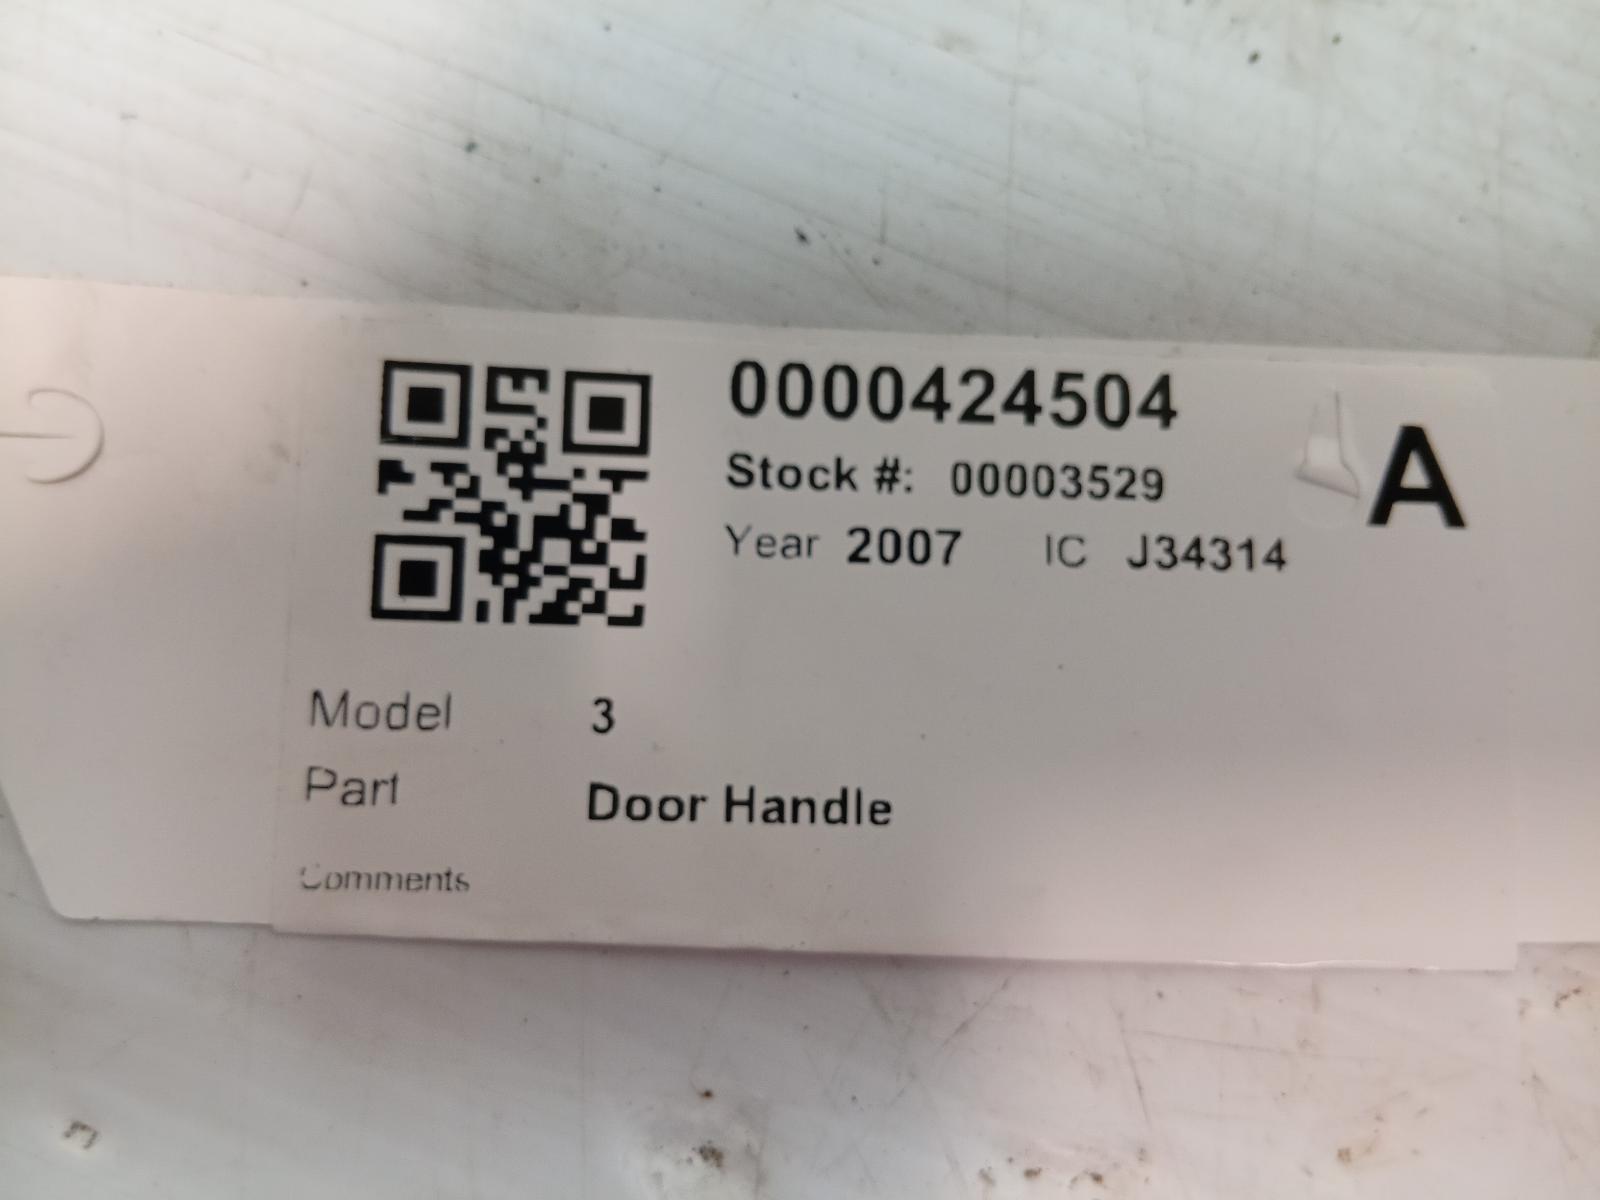 0000424504
Stock #: 00003529
A
Year 2007 IC J34314
Model 3
Part Door Handle
Comments